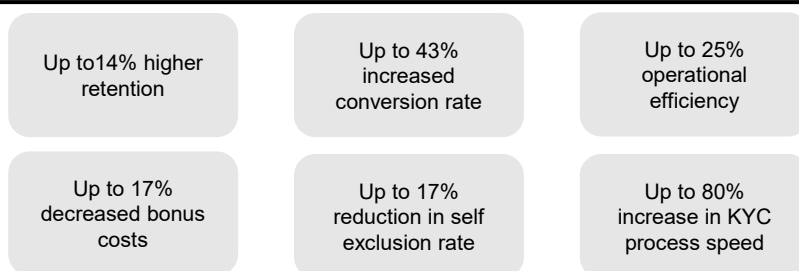 Up to14% higher
retention
Up to 43%
increased
conversion rate
Up to 25%
operational
efficiency
Up to 17%
decreased bonus
costs
Up to 17%
reduction in self
exclusion rate
Up to 80%
increase in KYC
process speed